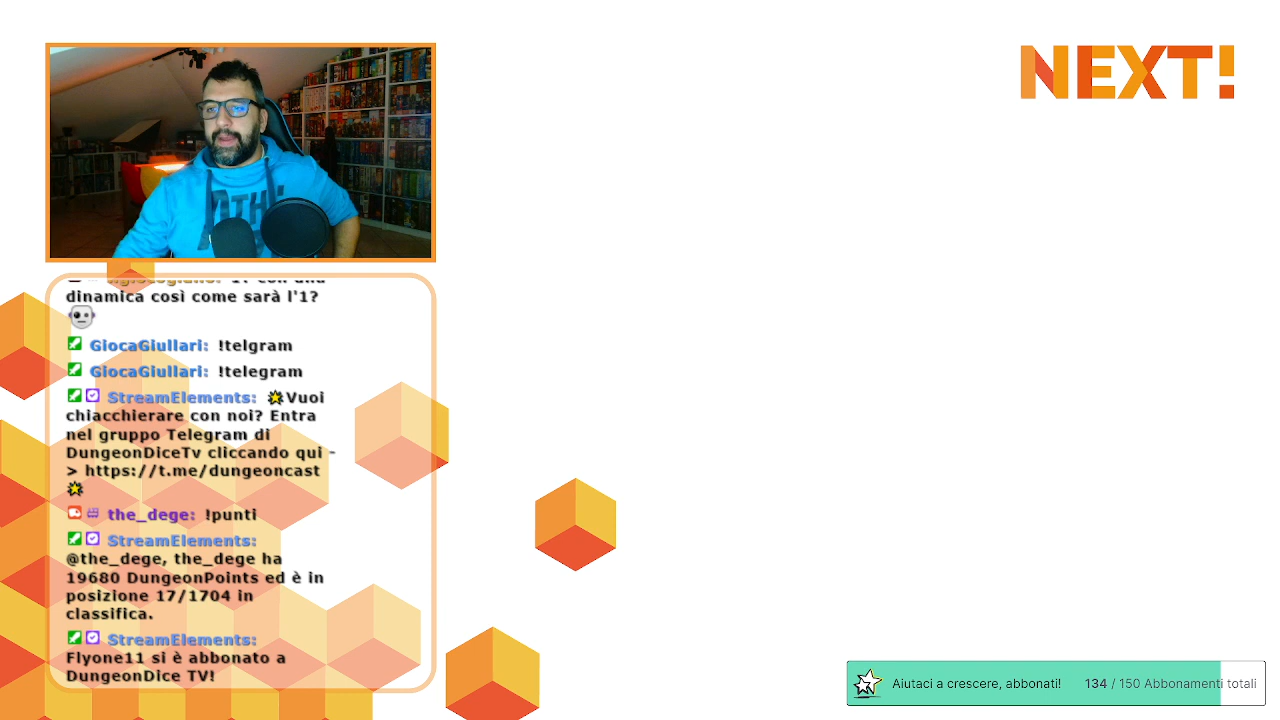 NEXT!
dinamica così come sarà l'1?
GiocaGiullari: !telgram
GiocaGiullari: !telegram
StreamElements: Vuoi
chiacchierare con noi? Entra
nel gruppo Telegram di
DungeonDiceTv cliccando qui -
> https://t.me/dungeoncast
the_dege: !punti
StreamElements:
@the_dege, the_dege ha
19680 DungeonPoints ed è in
posizione 17/1704 in
classifica.
StreamElements:
Flyone11 si è abbonato a
DungeonDice TV!
Aiutaci a crescere, abbonati! 134 / 150 Abbonamenti totali